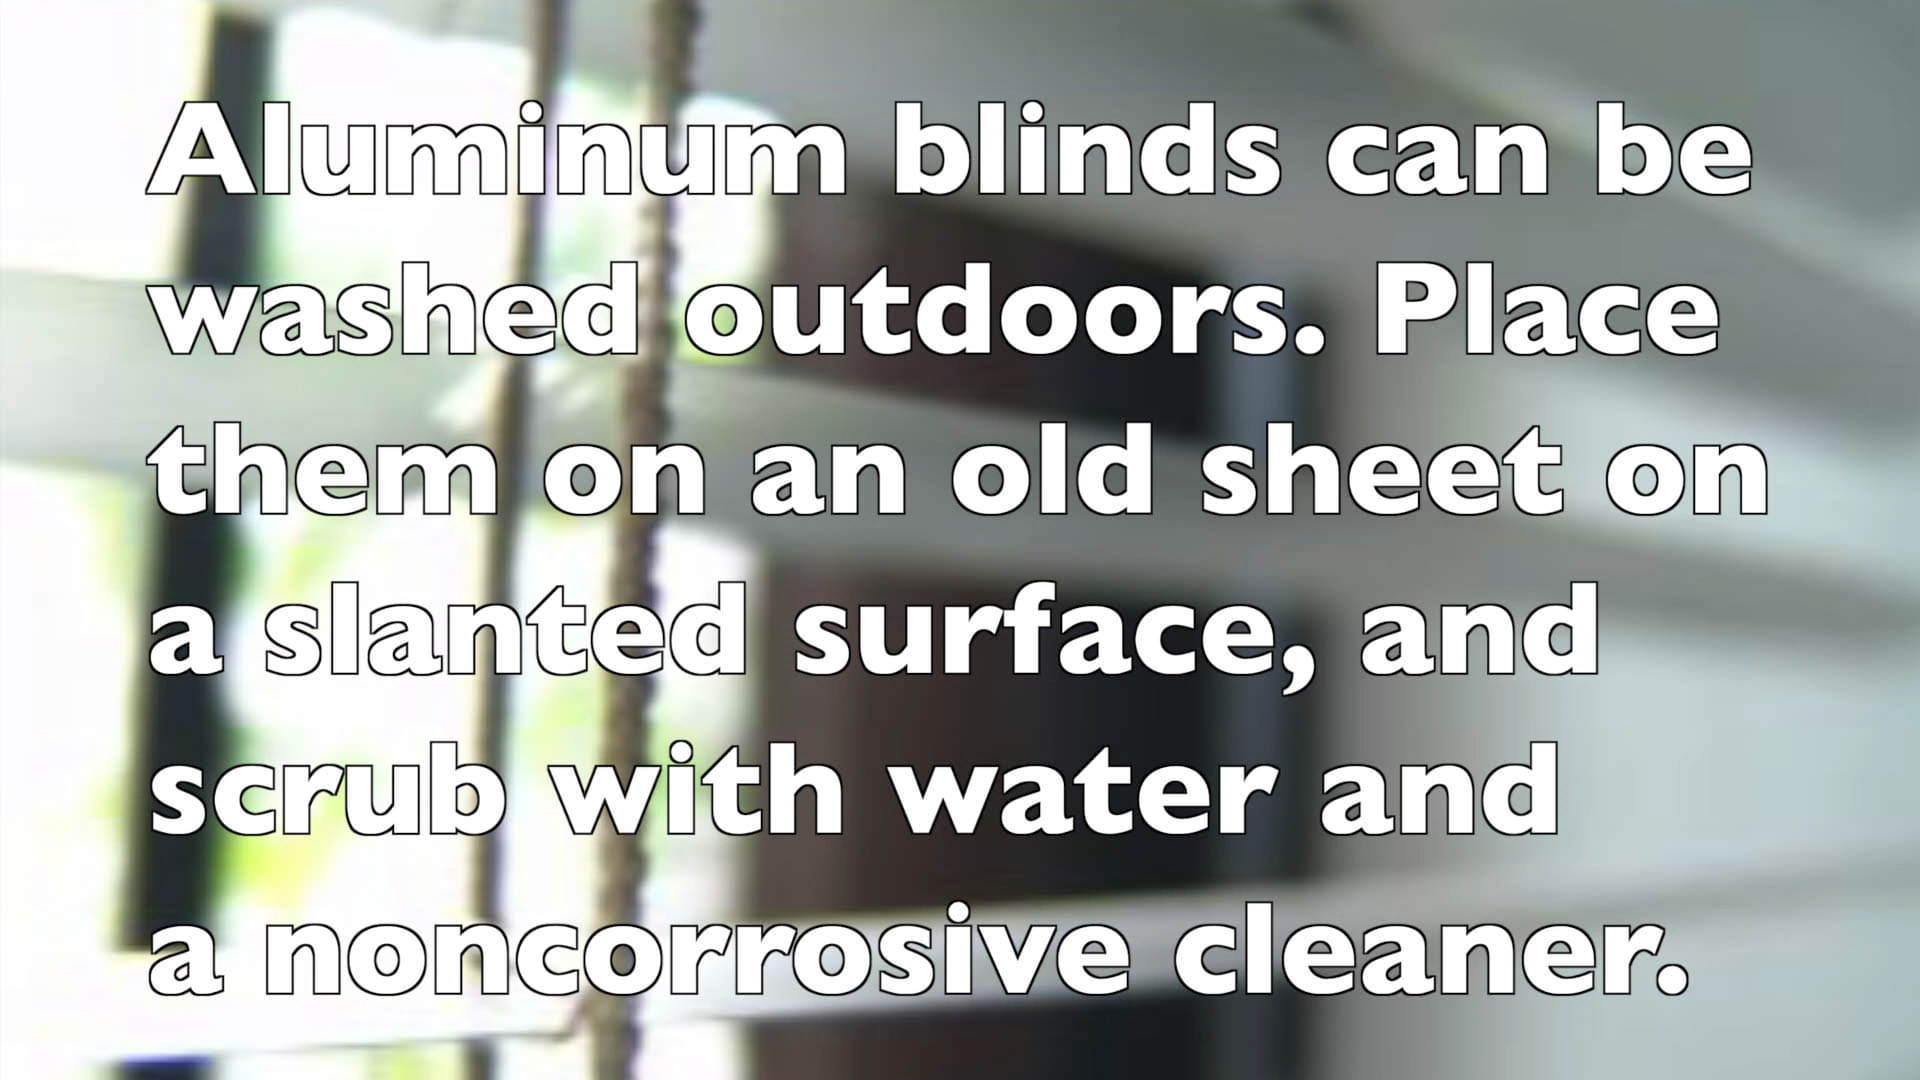 Aluminum blinds can be
washed outdoors. Place
them on an old sheet on
a slanted surface, and
scrub with water and
a noncorrosive cleaner.